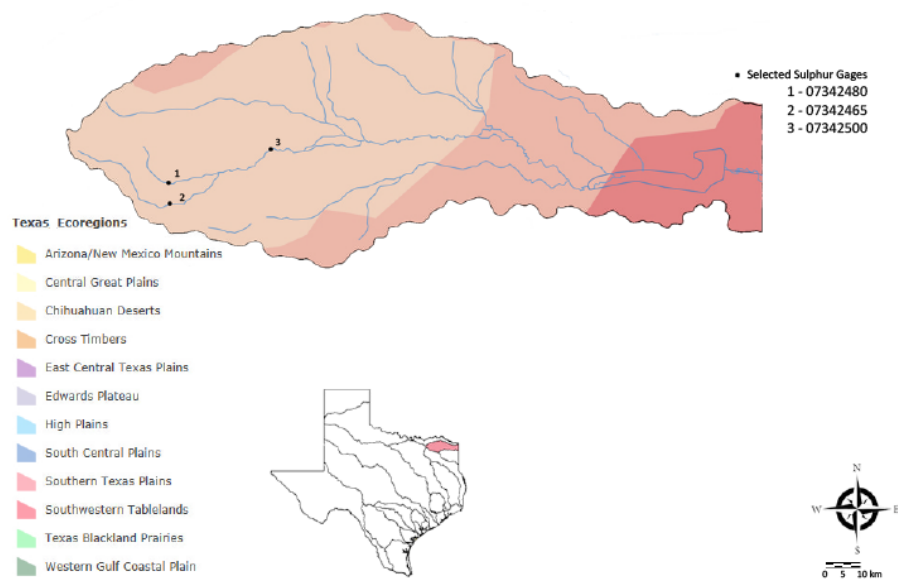 • Selected Sulphur Gages
1 - 07342480
2 - 07342465
3 - 07342500
3
1
2
Texas Ecoregions
Arizona/New Mexico Mountains
Central Great Plains
Chihuahuan Deserts
Cross Timbers
East Central Texas Plains
Edwards Plateau
High Plains
South Central Plains
Southern Texas Plains
Southwestern Tablelands
Texas Blackland Prairies
Western Gulf Coastal Plain
N
W E
S
0 5 10 km